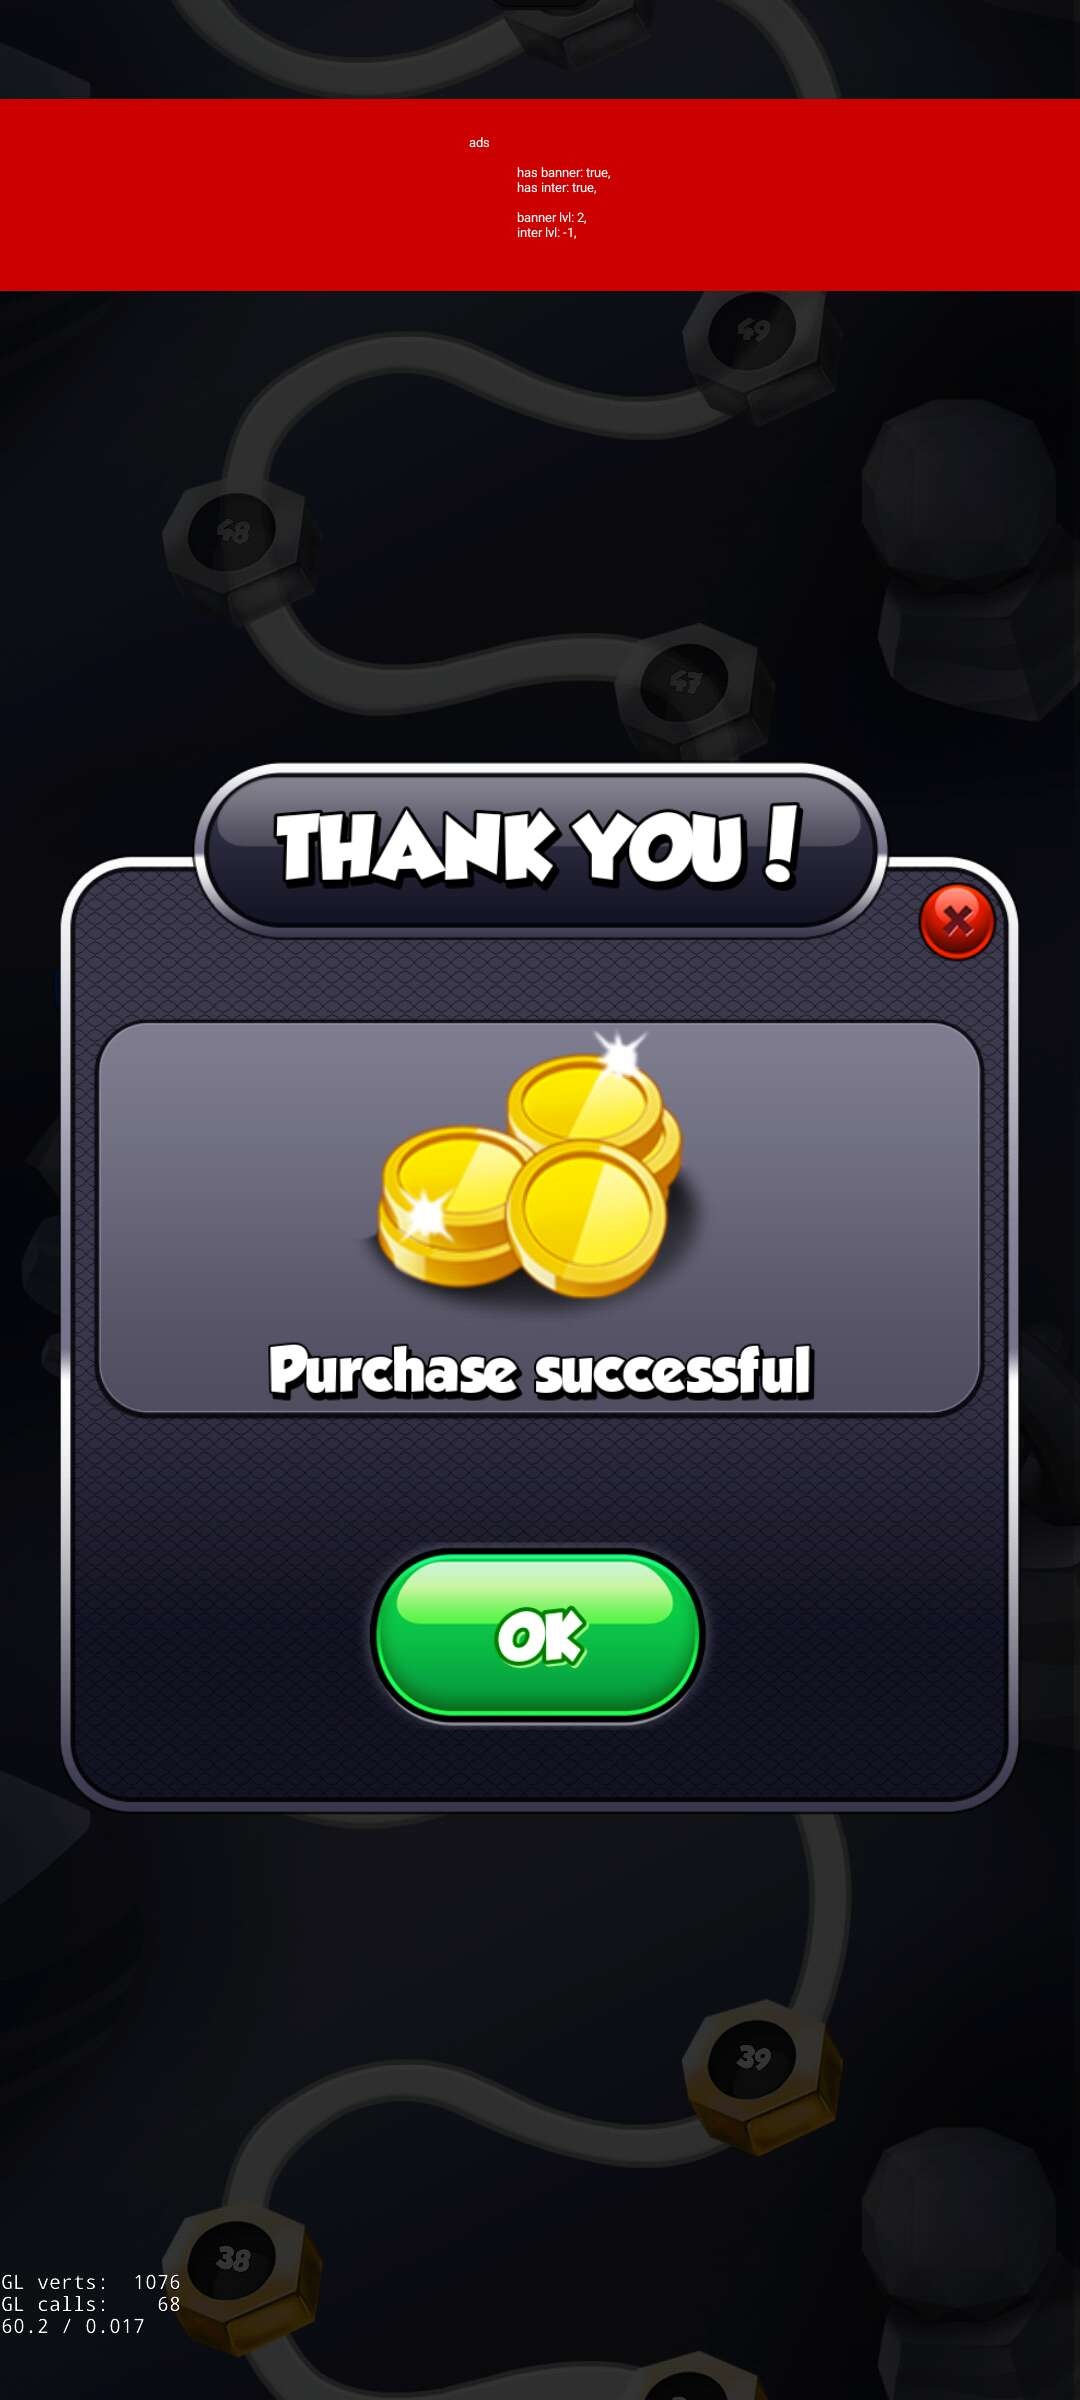 ads
has banner: true,
has inter: true,
banner lvl: 2,
inter lvl: -1,
49
48
47
THANK YOU!
Purchase successful
OK
39
38
GL verts: 1076
GL calls: 68
60.2 / 0.017